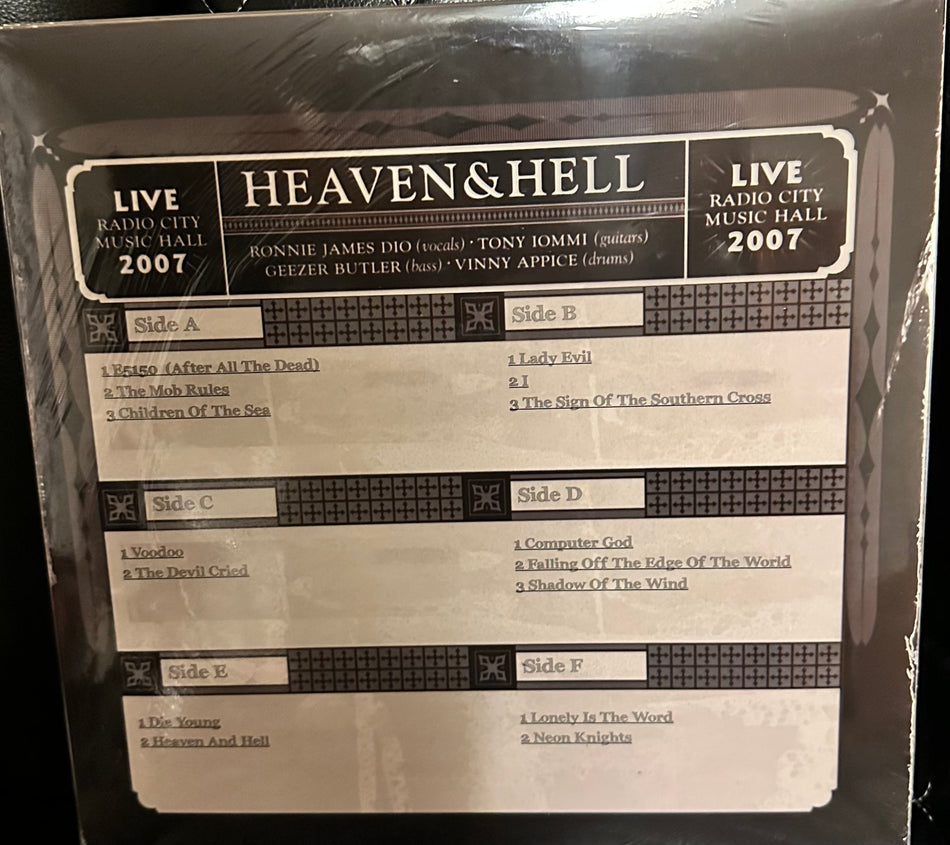 LIVE
RADIO CITY
MUSIC HALL
2007
HEAVEN&HELL
RONNIE JAMES DIO (vocals) · TONY IOMMI (guitars)
GEEZER BUTLER (bass) · VINNY APPICE (drums)
LIVE
RADIO CITY
MUSIC HALL
2007
Side A
1 E5150 (After All The Dead)
2 The Mob Rules
3 Children Of The Sea
Side B
1 Lady Evil
2 I
3 The Sign Of The Southern Cross
Side C
1 Voodoo
2 The Devil Cried
Side D
1 Computer God
2 Falling Off The Edge Of The World
3 Shadow Of The Wind
Side E
1 Die Young
2 Heaven And Hell
Side F
1 Lonely Is The Word
2 Neon Knights